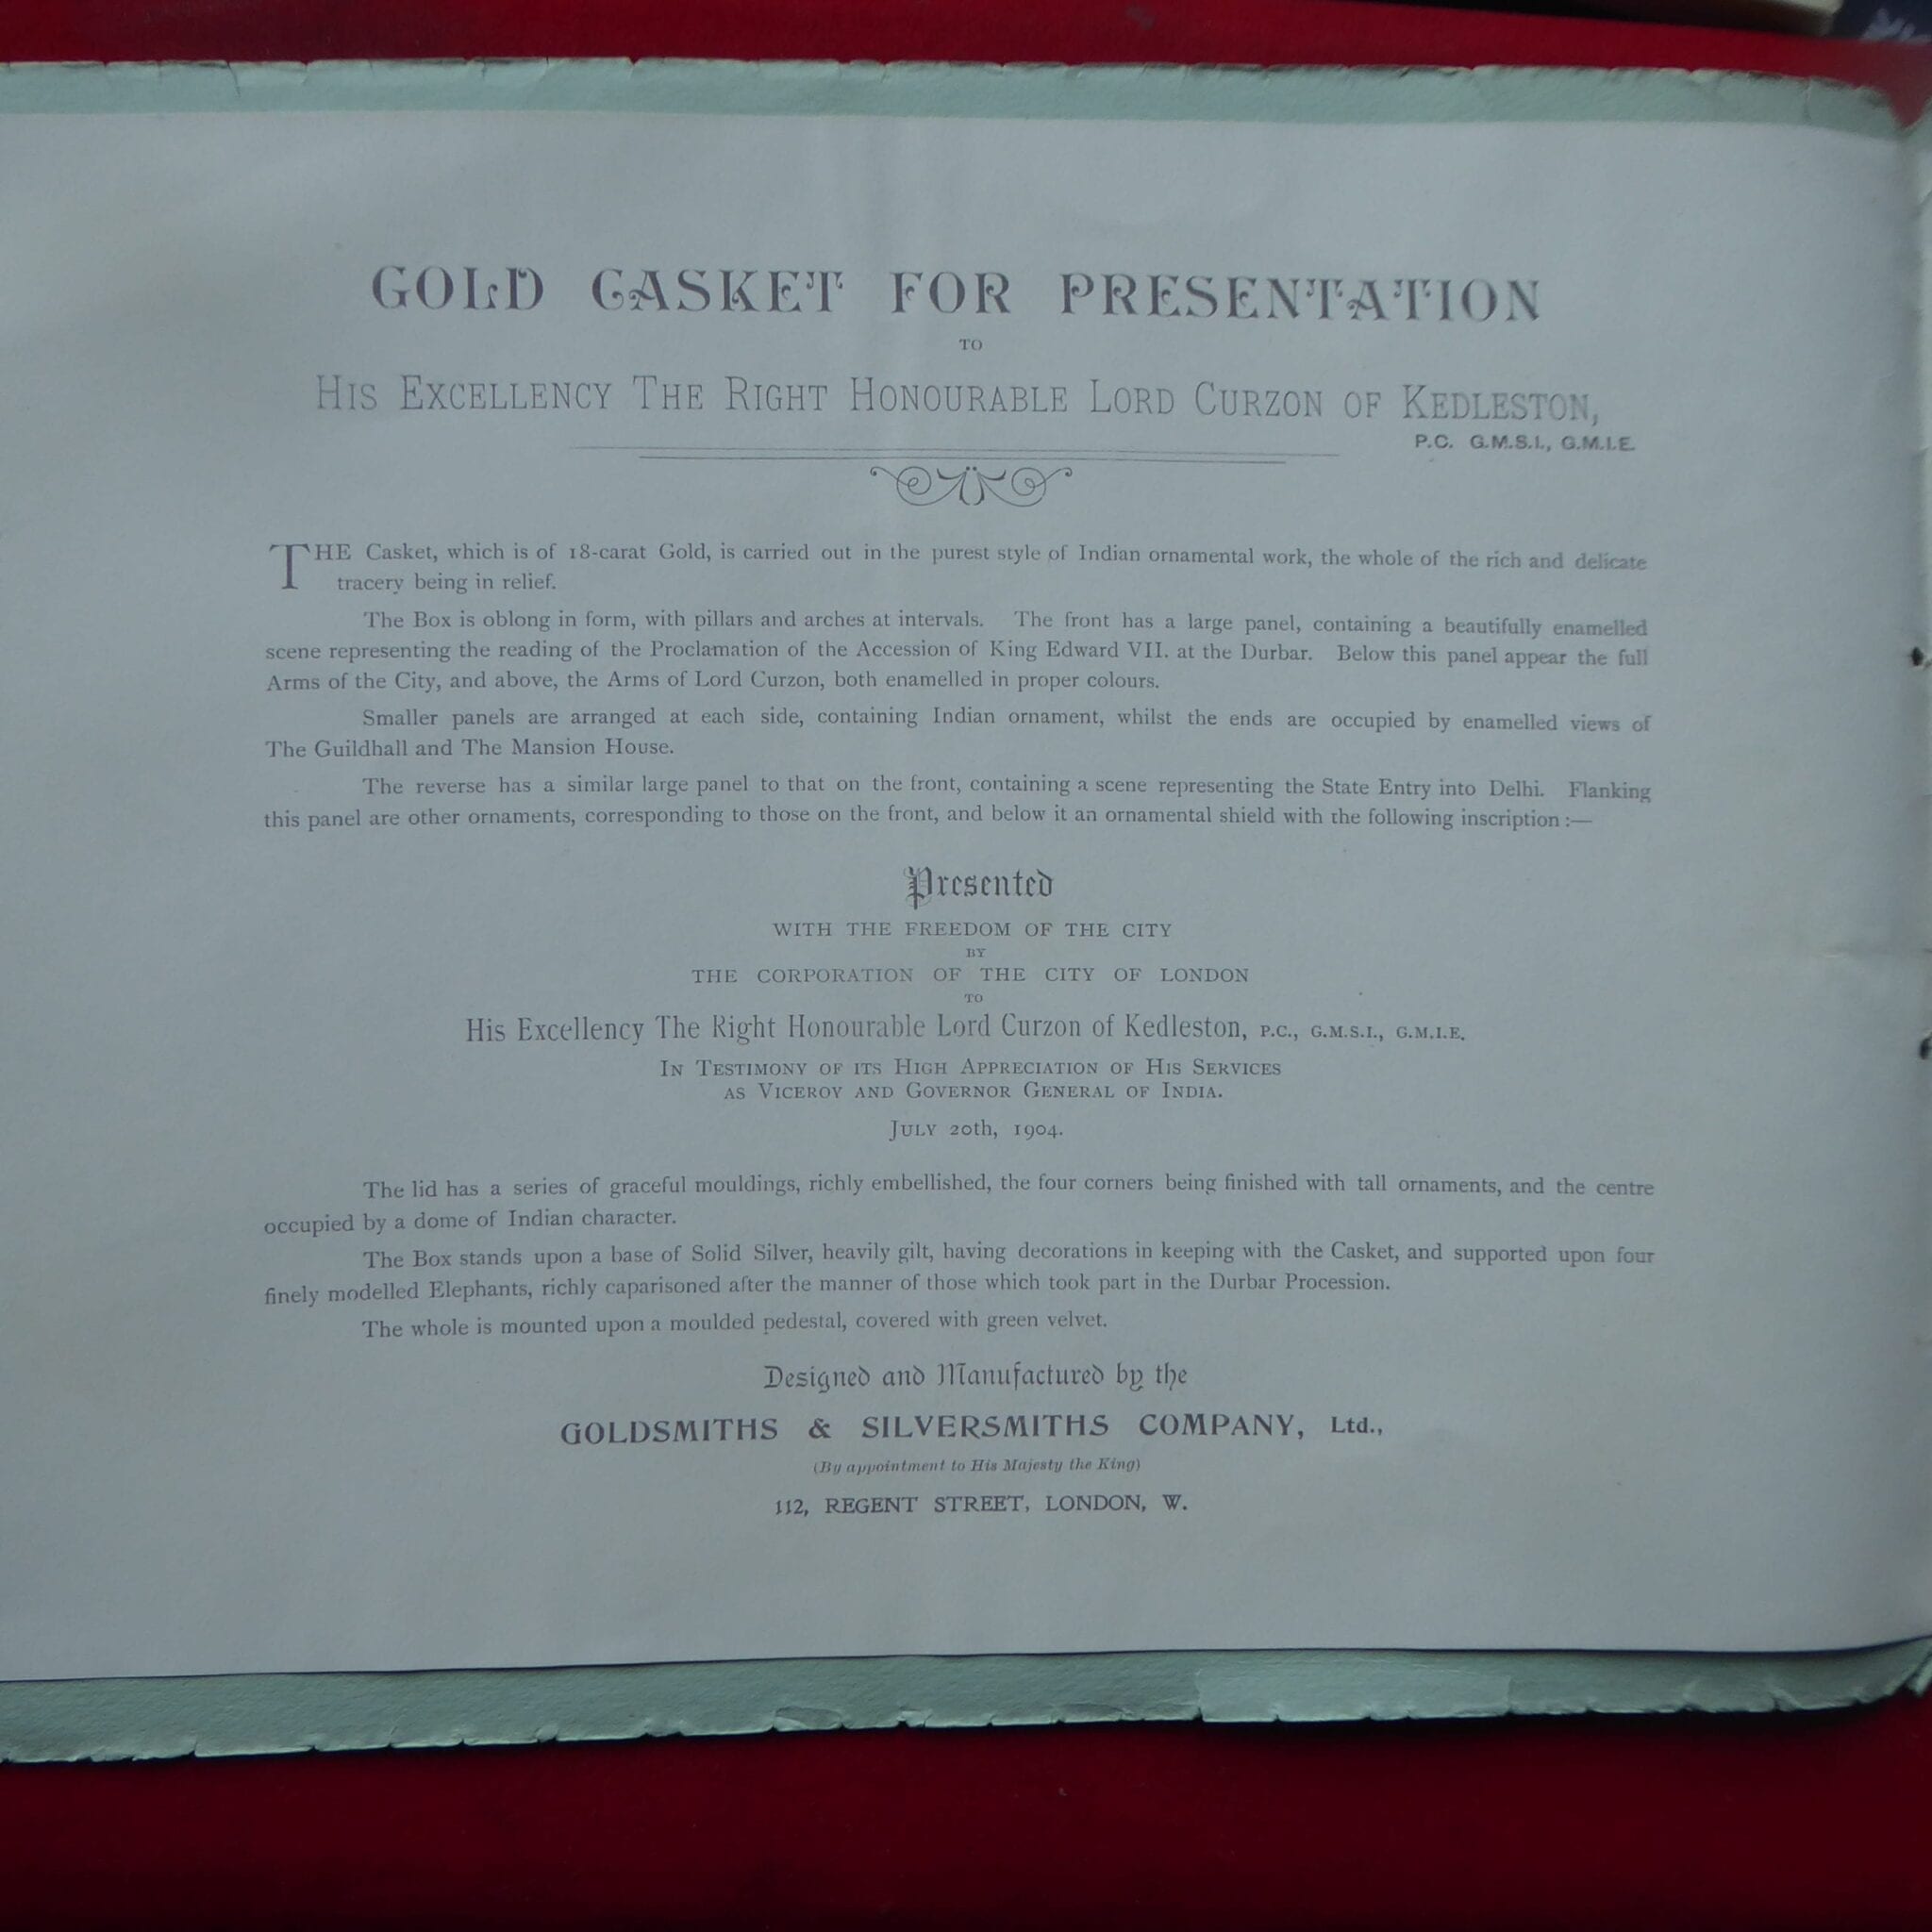 GOLD CASKET FOR PRESENTATION
TO
HIS EXCELLENCY THE RIGHT HONOURABLE LORD CURZON OF KEDLESTON,
P.C. G.M.S.I., G.M.I.E.
THE Casket, which is of 18-carat Gold, is carried out in the purest style of Indian ornamental work, the whole of the rich and delicate
tracery being in relief.
The Box is oblong in form, with pillars and arches at intervals. The front has a large panel, containing a beautifully enamelled
scene representing the reading of the Proclamation of the Accession of King Edward VII. at the Durbar. Below this panel appear the full
Arms of the City, and above, the Arms of Lord Curzon, both enamelled in proper colours.
Smaller panels are arranged at each side, containing Indian ornament, whilst the ends are occupied by enamelled views of
The Guildhall and The Mansion House.
The reverse has a similar large panel to that on the front, containing a scene representing the State Entry into Delhi. Flanking
this panel are other ornaments, corresponding to those on the front, and below it an ornamental shield with the following inscription :—
Presented
WITH THE FREEDOM OF THE CITY
BY
THE CORPORATION OF THE CITY OF LONDON
TO
His Excellency The Right Honourable Lord Curzon of Kedleston, P.C., G.M.S.I., G.M.I.E.
IN TESTIMONY OF ITS HIGH APPRECIATION OF HIS SERVICES
AS VICEROY AND GOVERNOR GENERAL OF INDIA.
JULY 20th, 1904.
The lid has a series of graceful mouldings, richly embellished, the four corners being finished with tall ornaments, and the centre
occupied by a dome of Indian character.
The Box stands upon a base of Solid Silver, heavily gilt, having decorations in keeping with the Casket, and supported upon four
finely modelled Elephants, richly caparisoned after the manner of those which took part in the Durbar Procession.
The whole is mounted upon a moulded pedestal, covered with green velvet.
Designed and Manufactured by the
GOLDSMITHS & SILVERSMITHS COMPANY, Ltd.,
(By appointment to His Majesty the King)
112, REGENT STREET, LONDON, W.